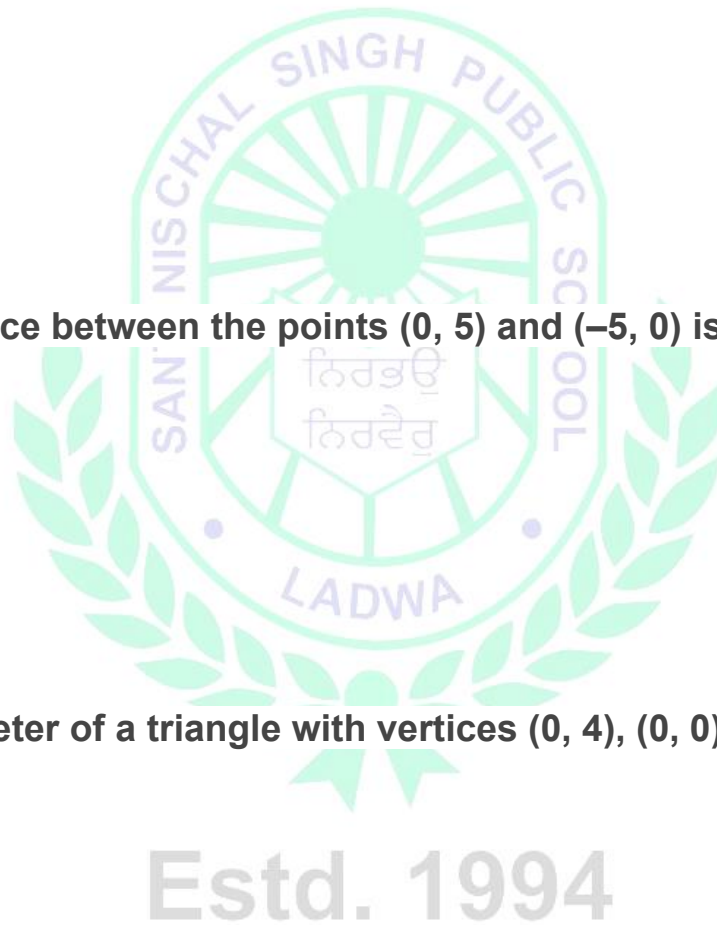 SANT NISCHAL SINGH PUBLIC SCHOOL
ce between the points (0, 5) and (–5, 0) is
ਨਿਰਭਉ
ਨਿਰਵੈਰੁ
LADWA
eter of a triangle with vertices (0, 4), (0, 0)
Estd. 1994